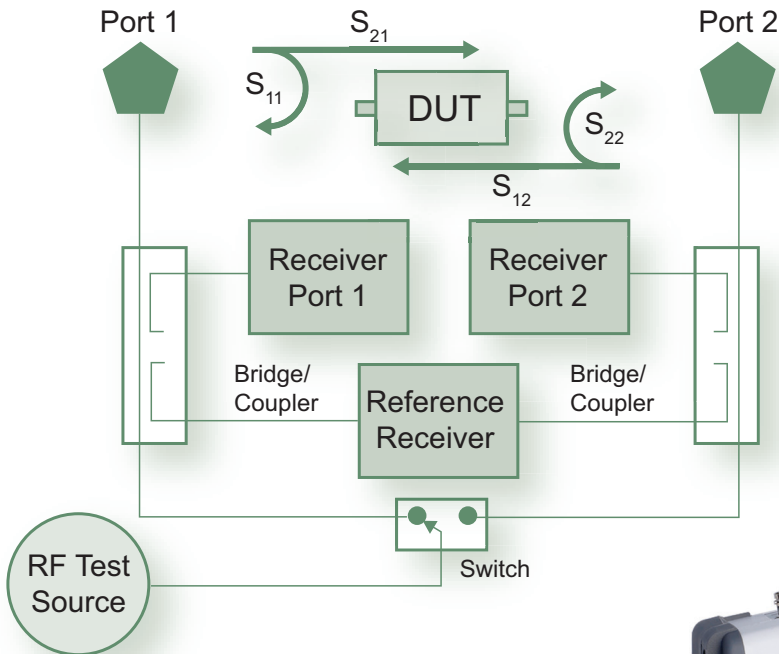 Port 1
Port 2
S₂₁
S₁₁
DUT
S₂₂
S₁₂
Receiver
Port 1
Receiver
Port 2
Bridge/
Coupler
Reference
Receiver
Bridge/
Coupler
RF Test
Source
Switch